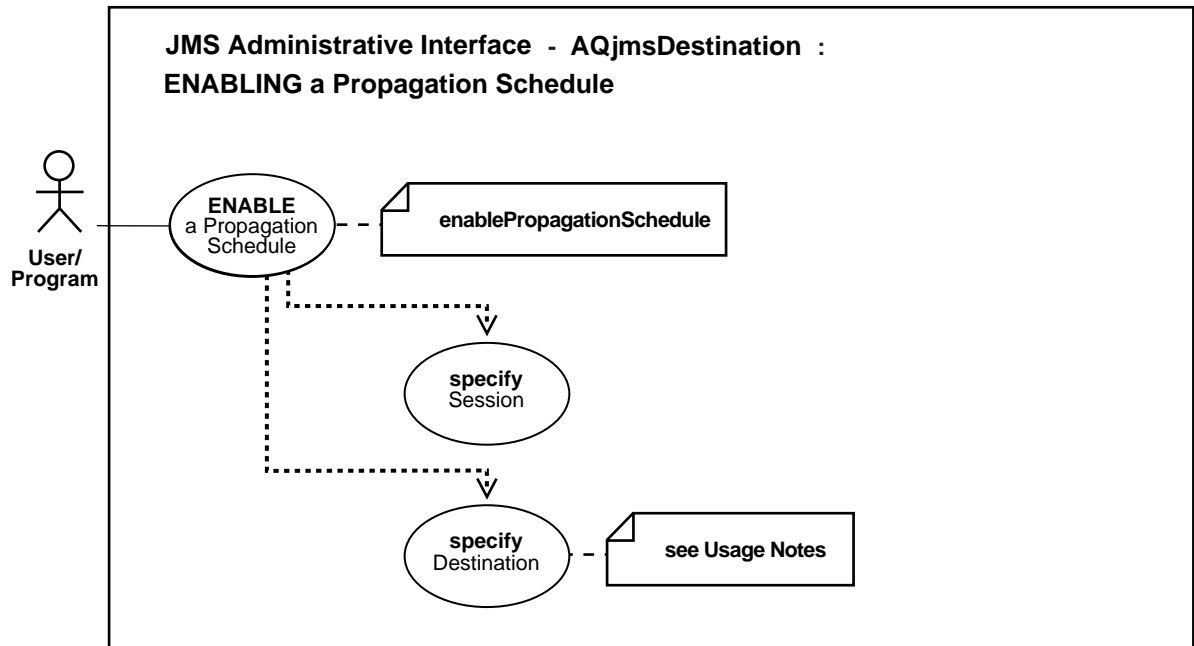 JMS Administrative Interface - AQjmsDestination :
ENABLING a Propagation Schedule
User/
Program
ENABLE
a Propagation
Schedule
enablePropagationSchedule
specify
Session
specify
Destination
see Usage Notes